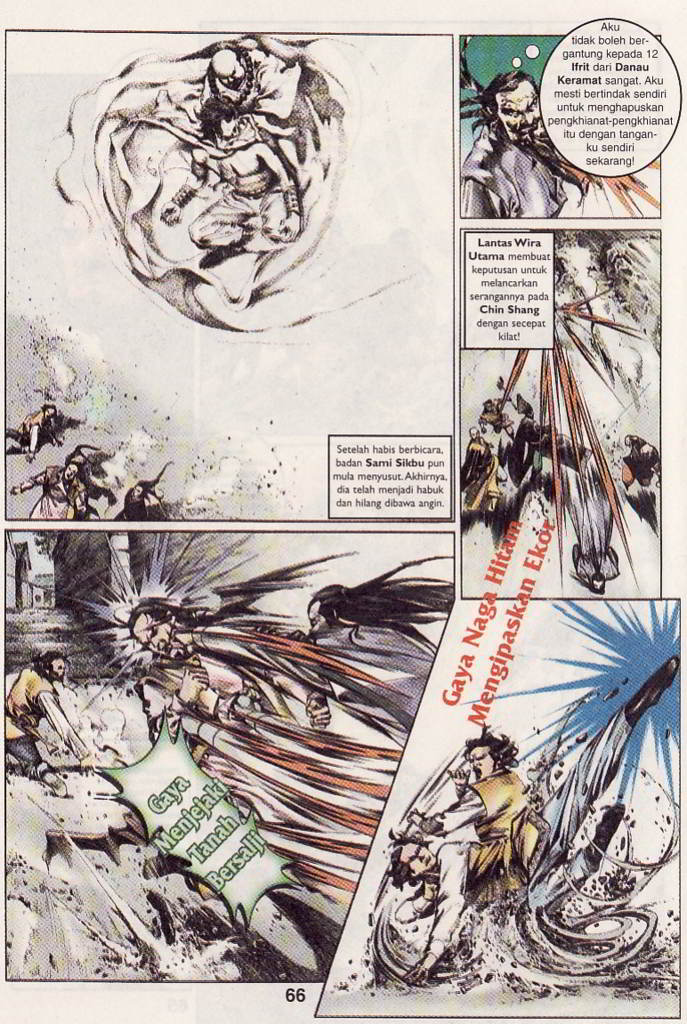 Setelah habis berbicara,
badan Sami Sikbu pun
mula menyusut. Akhirnya,
dia telah menjadi habuk
dan hilang dibawa angin.
Aku
tidak boleh ber-
gantung kepada 12
Ifrit dari Danau
Keramat sangat. Aku
mesti bertindak sendiri
untuk menghapuskan
pengkhianat-pengkhianat
itu dengan tangan-
ku sendiri
sekarang!
Lantas Wira
Utama membuat
keputusan untuk
melancarkan
serangannya pada
Chin Shang
dengan secepat
kilat!
Gaya
Menjejaki
Tanah
Bersalji
Gaya Naga Hitam
Mengipaskan Ekor
66